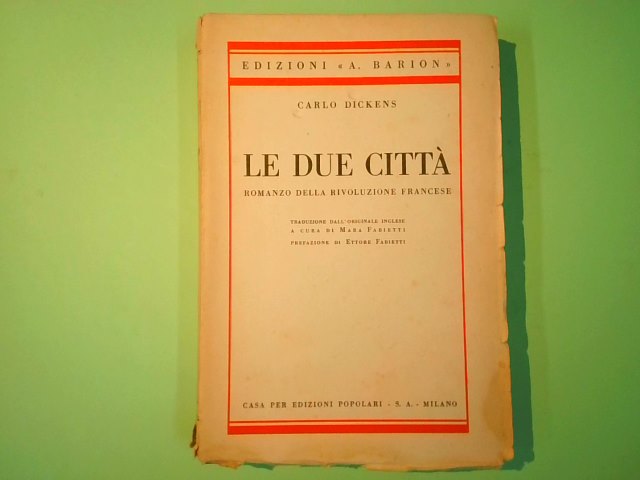 EDIZIONI « A. BARION »
CARLO DICKENS
LE DUE CITTÀ
ROMANZO DELLA RIVOLUZIONE FRANCESE
TRADUZIONE DALL'ORIGINALE INGLESE
A CURA DI MARA FABIETTI
PREFAZIONE DI ETTORE FABIETTI
CASA PER EDIZIONI POPOLARI - S. A. - MILANO